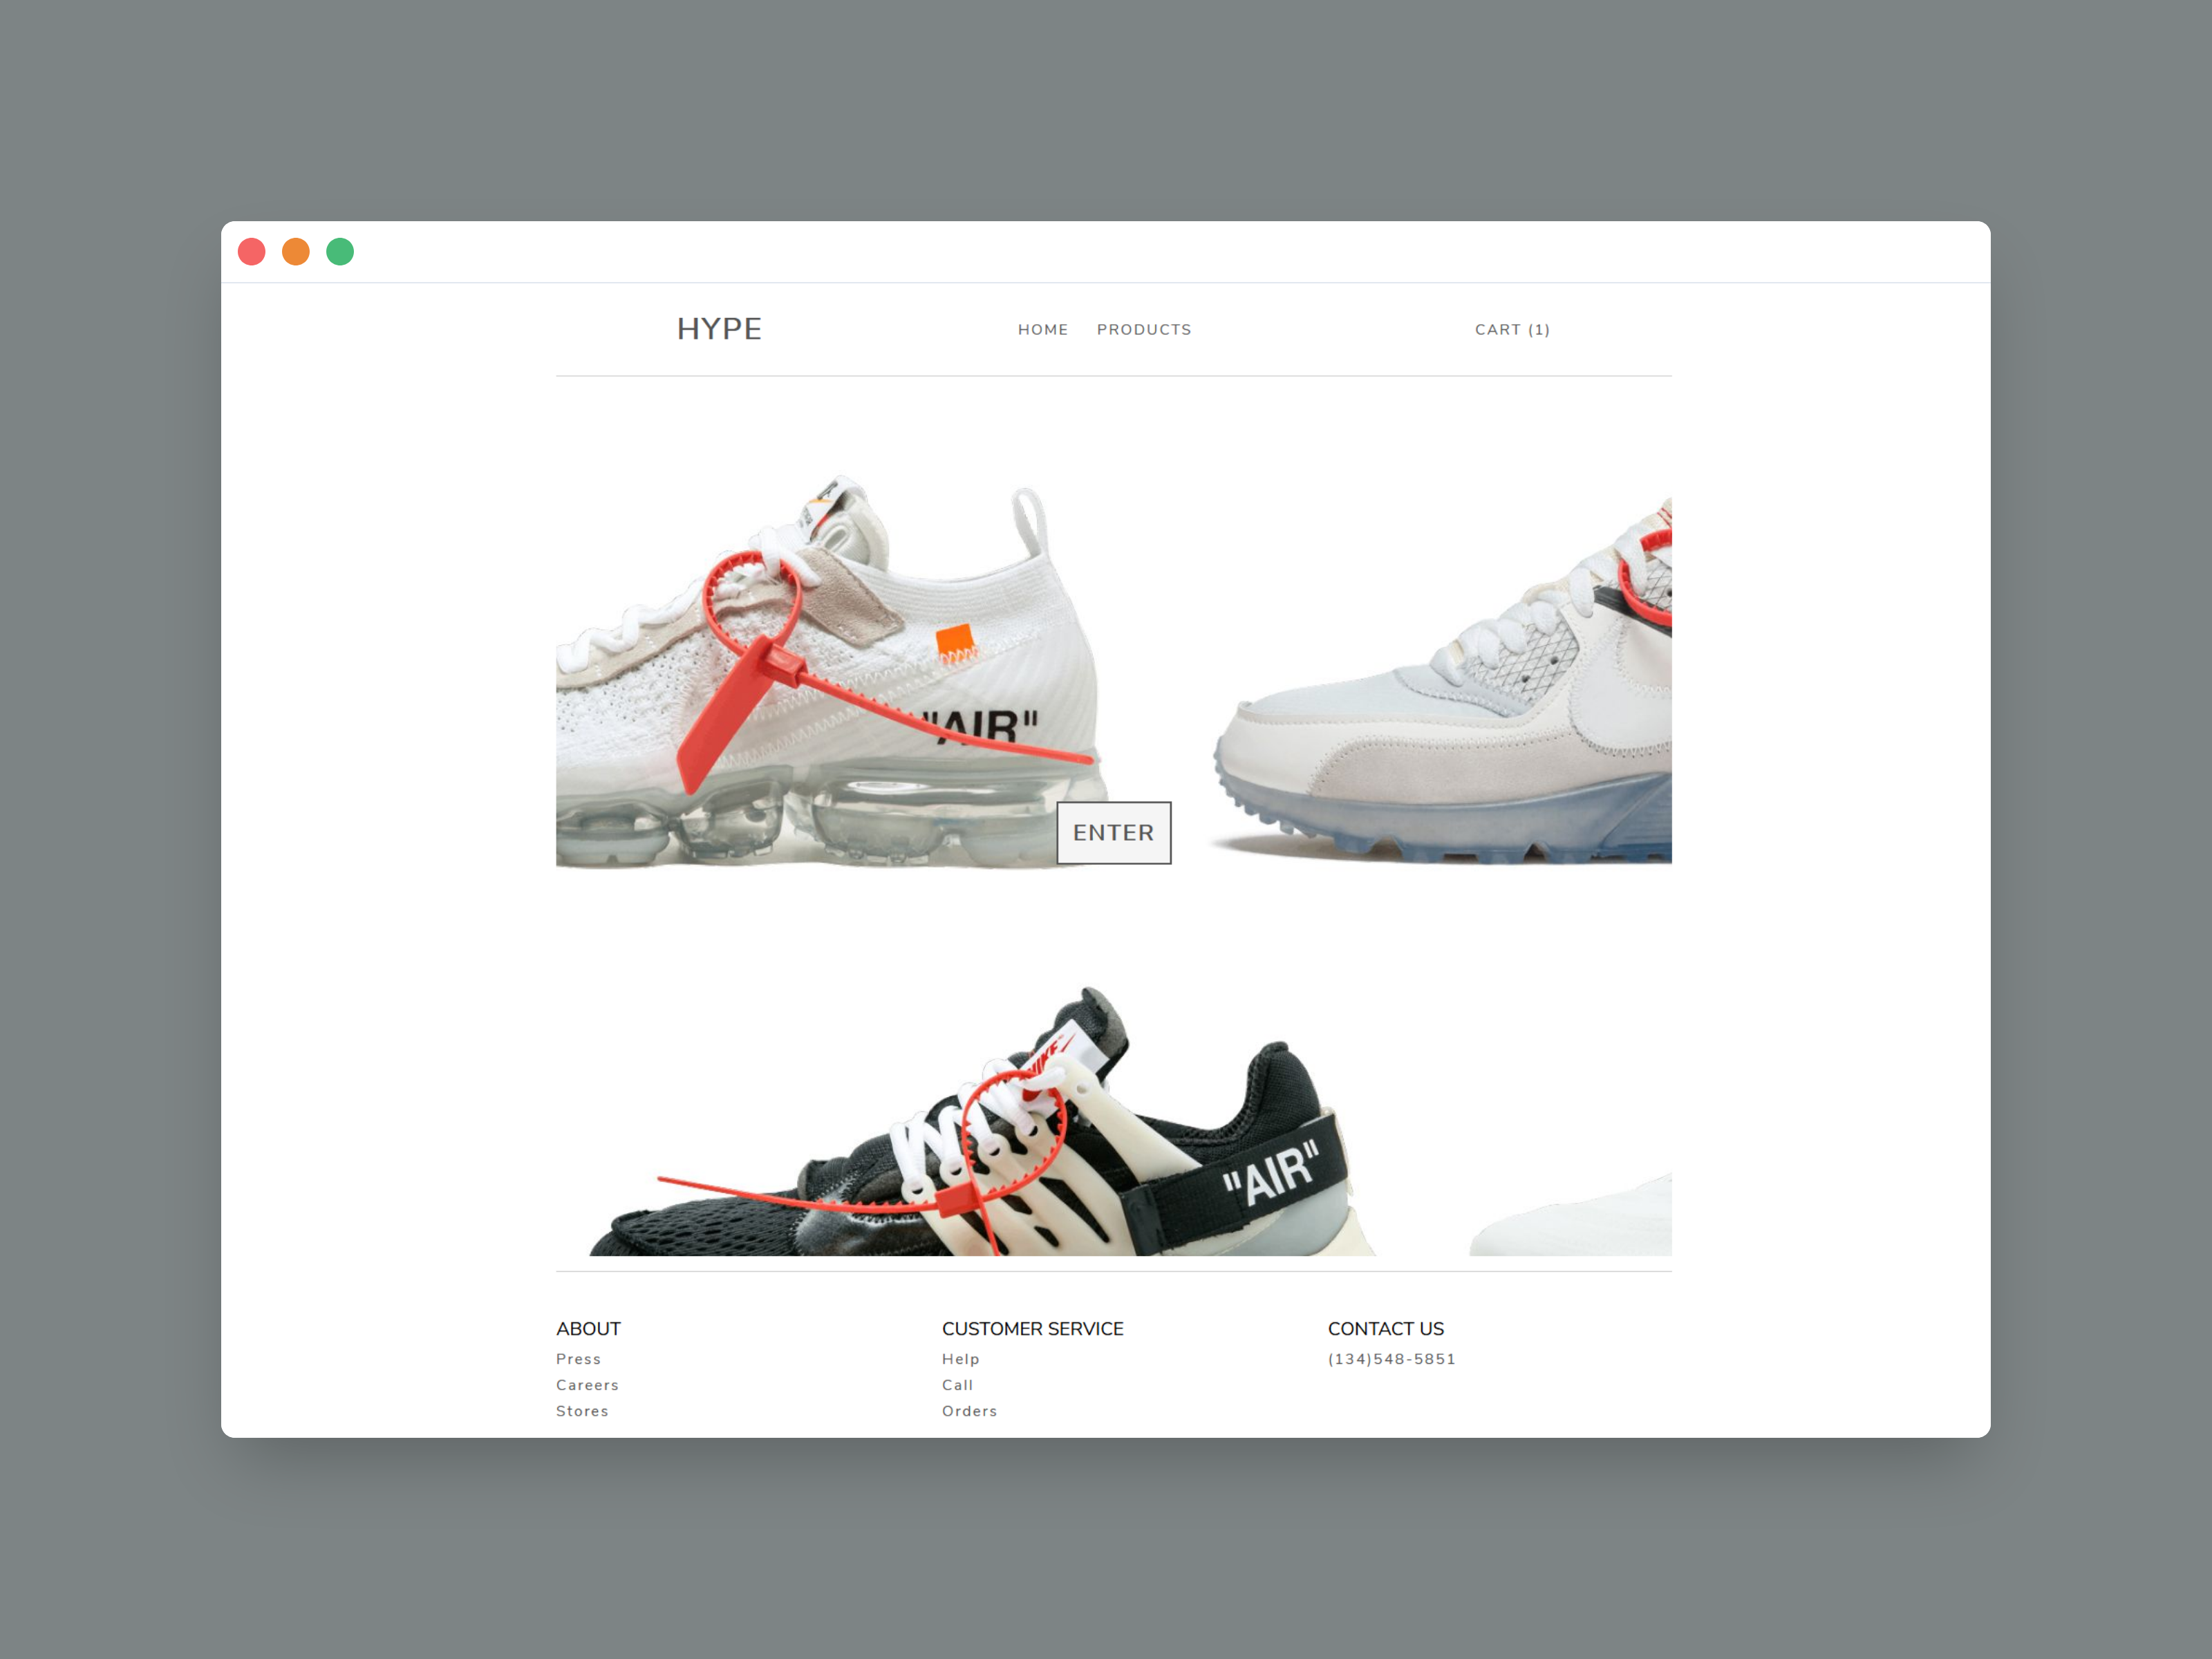 HYPE
HOME PRODUCTS
CART (1)
"AIR"
ENTER
NIKE
"AIR"
ABOUT
Press
Careers
Stores
CUSTOMER SERVICE
Help
Call
Orders
CONTACT US
(134)548-5851